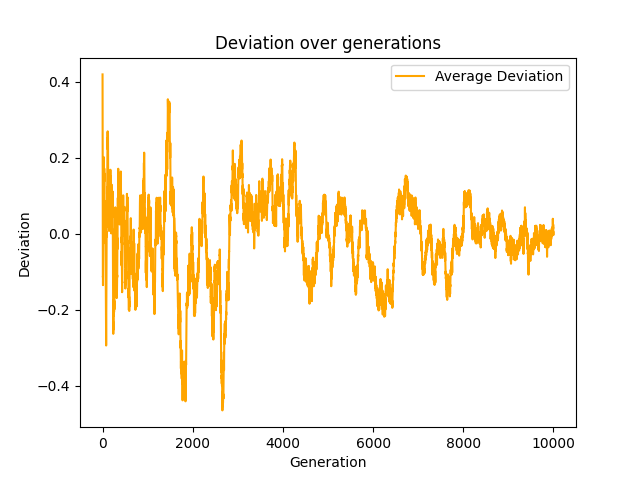 Deviation over generations
Average Deviation
0.4
0.2
0.0
−0.2
−0.4
Deviation
0 2000 4000 6000 8000 10000
Generation